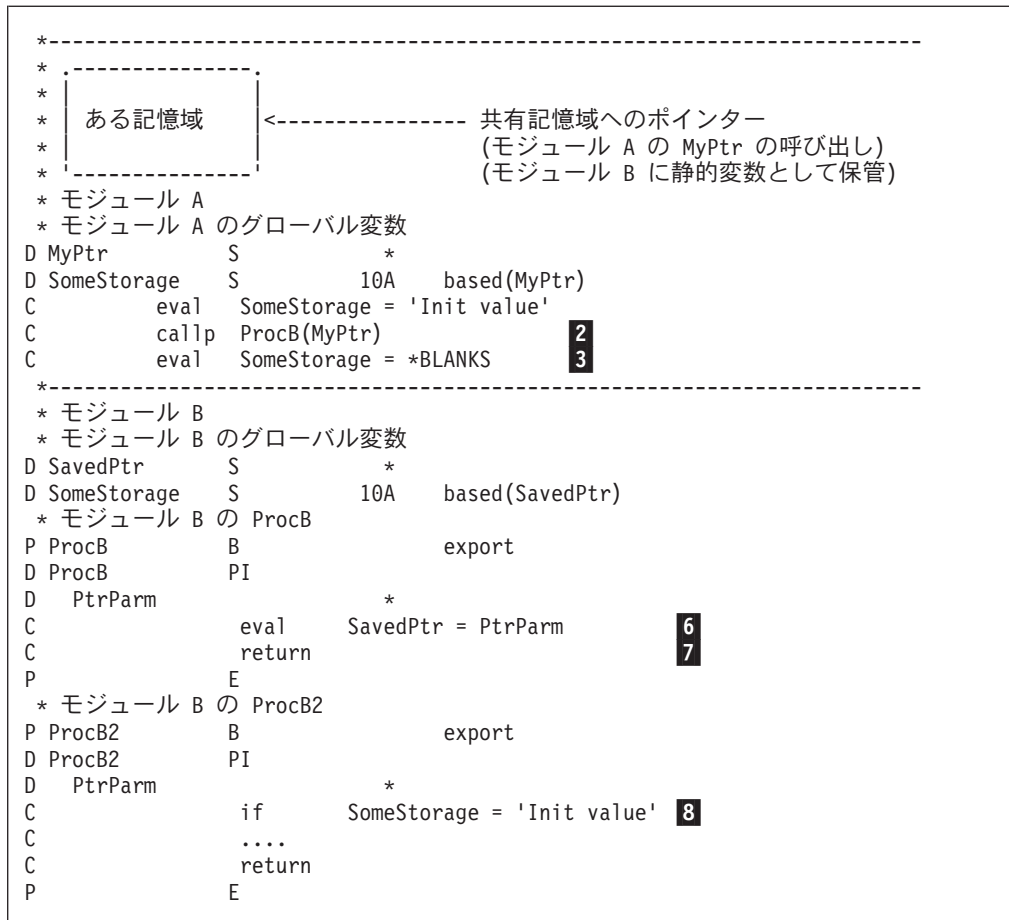 *-------------------------------------------------------------------------
* .---------------.
* |               |
* | ある記憶域    |<---------------- 共有記憶域へのポインター
* |               |                  (モジュール A の MyPtr の呼び出し)
* '---------------'                  (モジュール B に静的変数として保管)
* モジュール A
* モジュール A のグローバル変数
D MyPtr           S            *
D SomeStorage     S          10A   based(MyPtr)
C          eval   SomeStorage = 'Init value'
C          callp  ProcB(MyPtr)                2
C          eval   SomeStorage = *BLANKS       3
*-------------------------------------------------------------------------
* モジュール B
* モジュール B のグローバル変数
D SavedPtr        S            *
D SomeStorage     S          10A   based(SavedPtr)
* モジュール B の ProcB
P ProcB           B                export
D ProcB           PI
D   PtrParm                    *
C                 eval     SavedPtr = PtrParm          6
C                 return                               7
P                E
* モジュール B の ProcB2
P ProcB2          B                export
D ProcB2          PI
D   PtrParm                    *
C                 if       SomeStorage = 'Init value'  8
C                 ....
C                 return
P                E